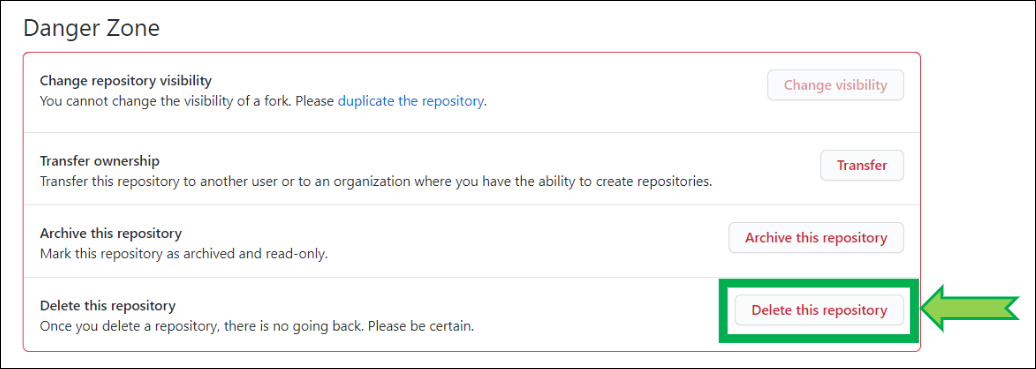 Danger Zone
Change repository visibility
You cannot change the visibility of a fork. Please duplicate the repository.
Change visibility
Transfer ownership
Transfer this repository to another user or to an organization where you have the ability to create repositories.
Transfer
Archive this repository
Mark this repository as archived and read-only.
Archive this repository
Delete this repository
Once you delete a repository, there is no going back. Please be certain.
Delete this repository